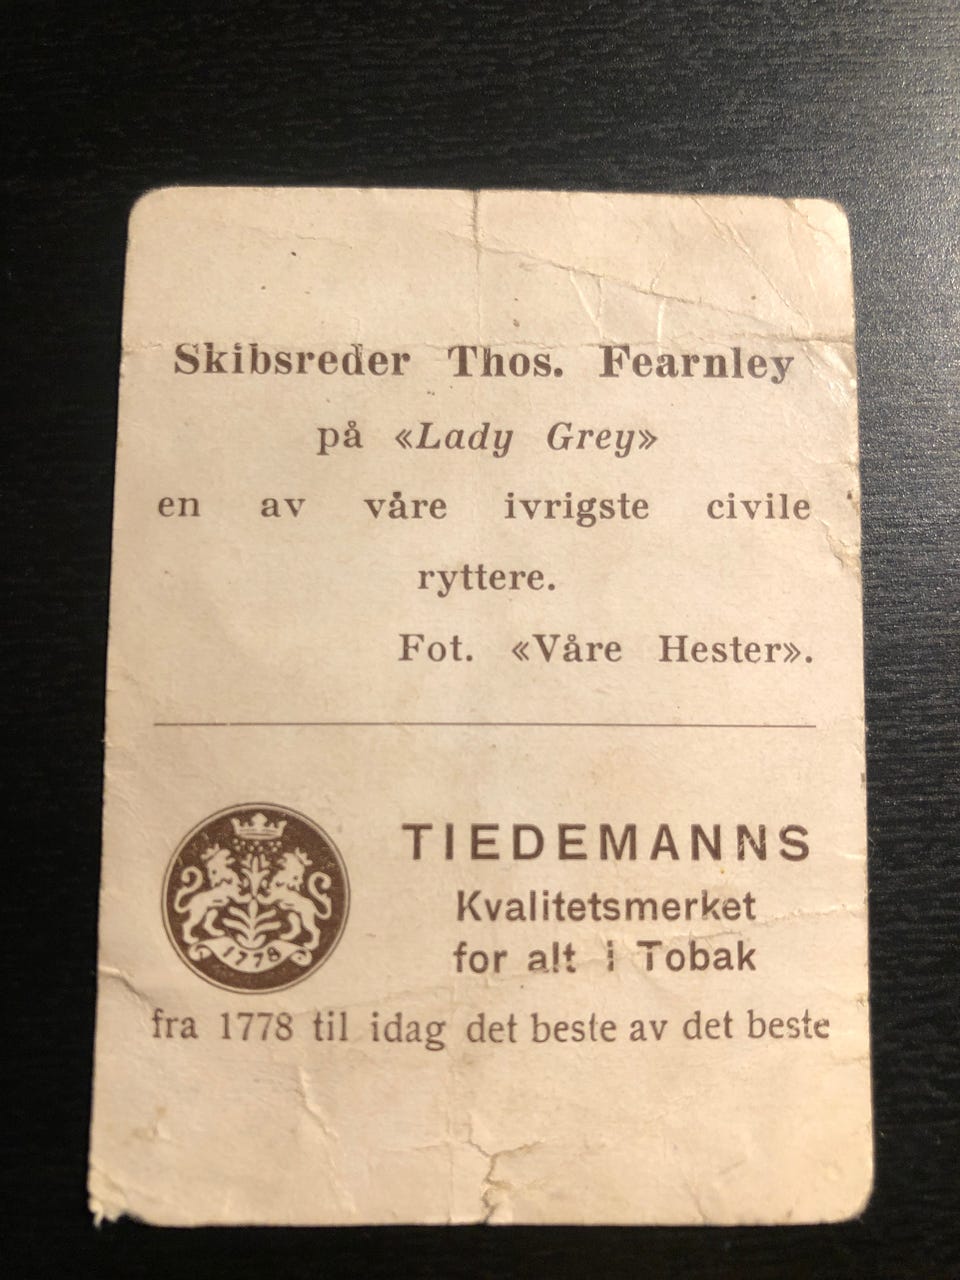 Skibsreder Thos. Fearnley
på «Lady Grey»
en av våre ivrigste civile
ryttere.
Fot. «Våre Hester».
1778
TIEDEMANNS
Kvalitetsmerket
for alt i Tobak
fra 1778 til idag det beste av det beste